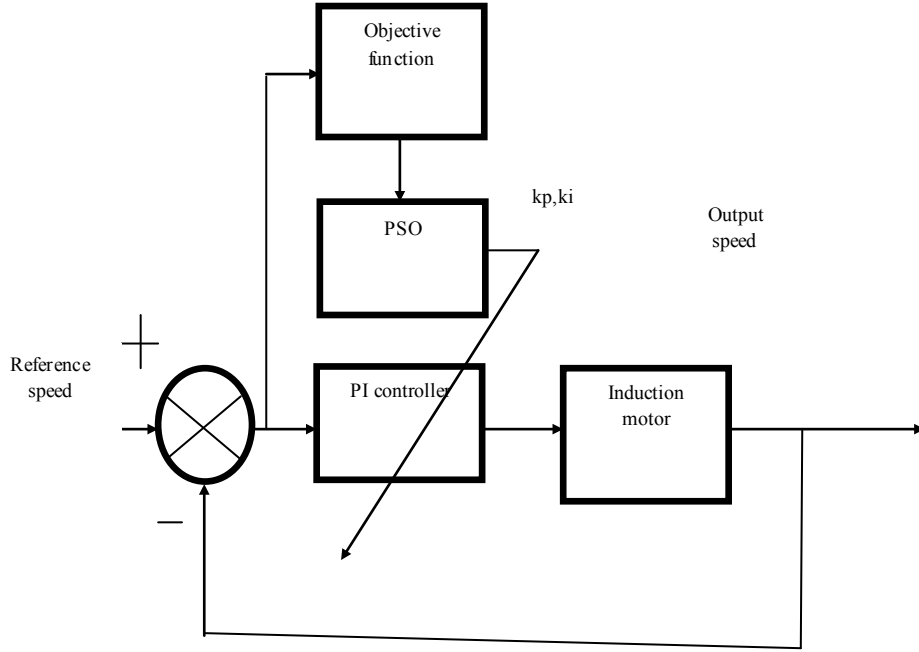 Objective
function
PSO
kp,ki
Output
speed
+
Reference
speed
PI controller
Induction
motor
−